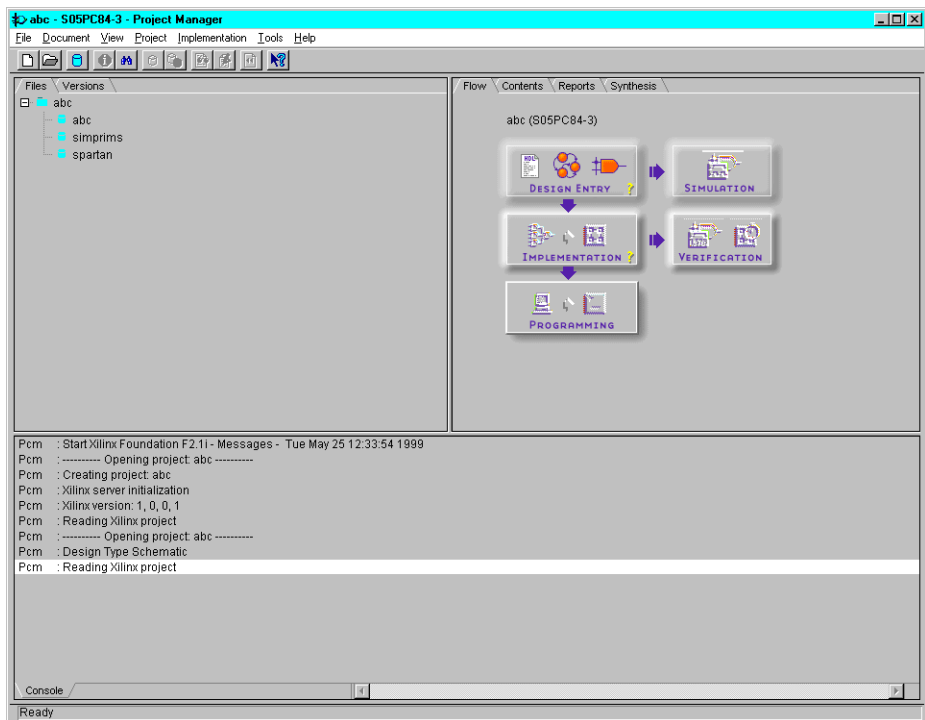 abc - S05PC84-3 - Project Manager
File Document View Project Implementation Tools Help
Files Versions
abc
abc
simprims
spartan
Flow Contents Reports Synthesis
abc (S05PC84-3)
DESIGN ENTRY ?
SIMULATION
IMPLEMENTATION ?
VERIFICATION
PROGRAMMING
Pcm : Start Xilinx Foundation F2.1i - Messages - Tue May 25 12:33:54 1999
Pcm : ---------- Opening project: abc ----------
Pcm : Creating project: abc
Pcm : Xilinx server initialization
Pcm : Xilinx version: 1, 0, 0, 1
Pcm : Reading Xilinx project
Pcm : ---------- Opening project: abc ----------
Pcm : Design Type Schematic
Pcm : Reading Xilinx project
Console
Ready